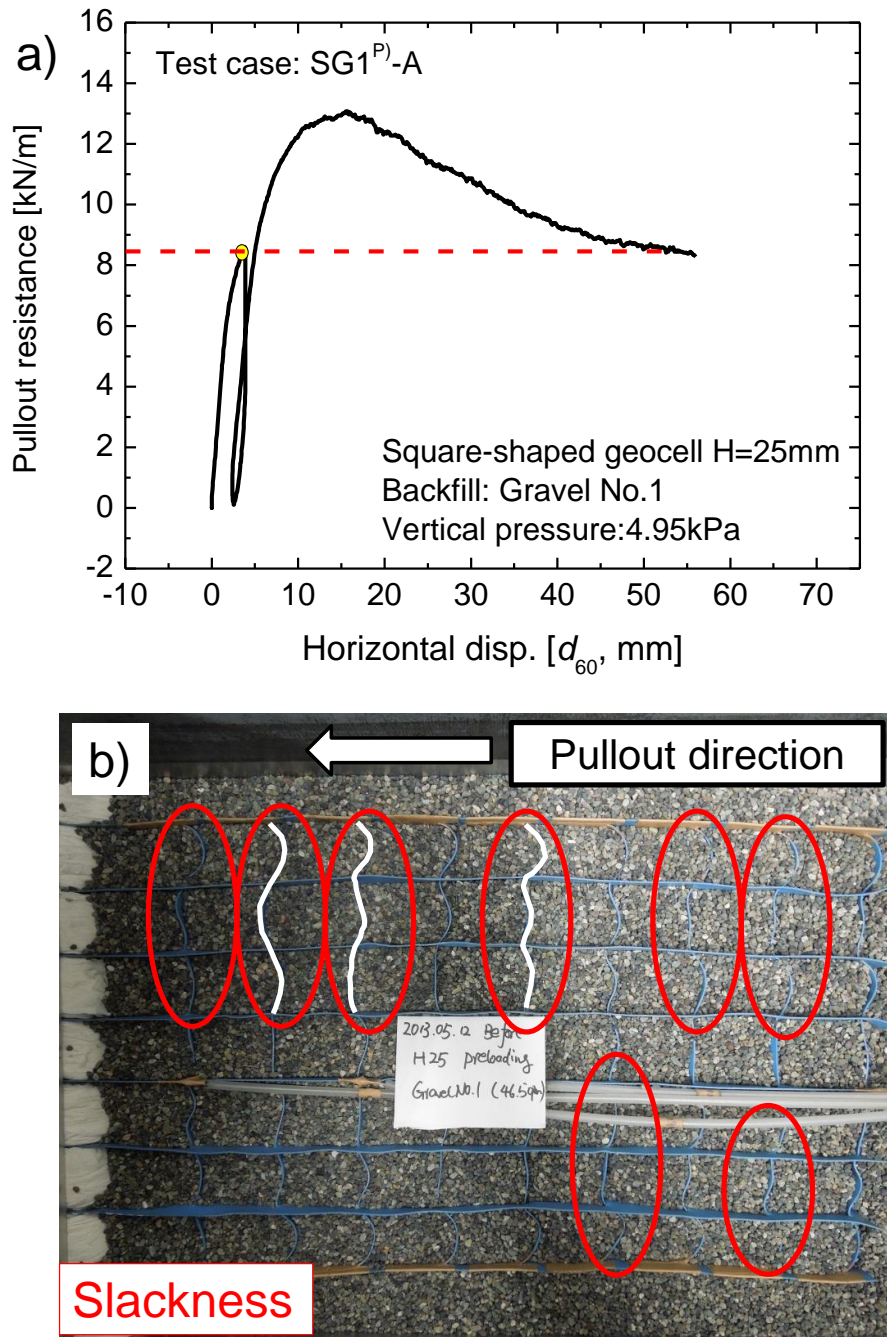 a)
Test case: SG1P)-A
Pullout resistance [kN/m]
16
14
12
10
8
6
4
2
0
-2
Square-shaped geocell H=25mm
Backfill: Gravel No.1
Vertical pressure:4.95kPa
-10 0 10 20 30 40 50 60 70
Horizontal disp. [d60, mm]
b)
Pullout direction
2013.05.12 Before
H25 preloading
Gravel No.1 (46.5cm)
Slackness